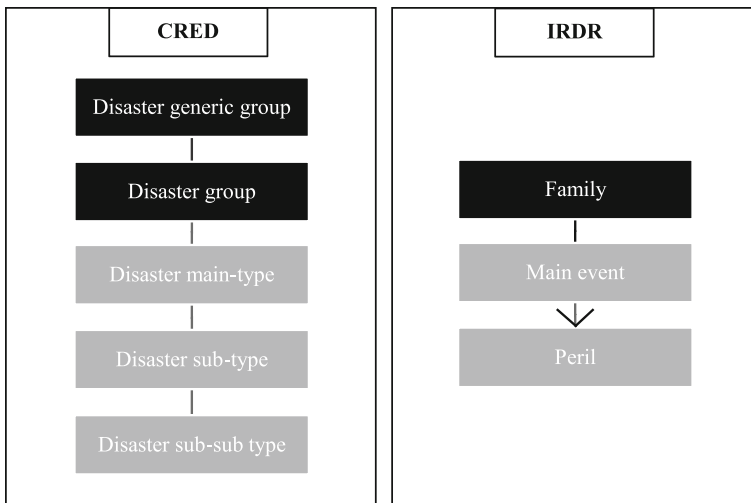 CRED
Disaster generic group
Disaster group
Disaster main-type
Disaster sub-type
Disaster sub-sub type
IRDR
Family
Main event
Peril